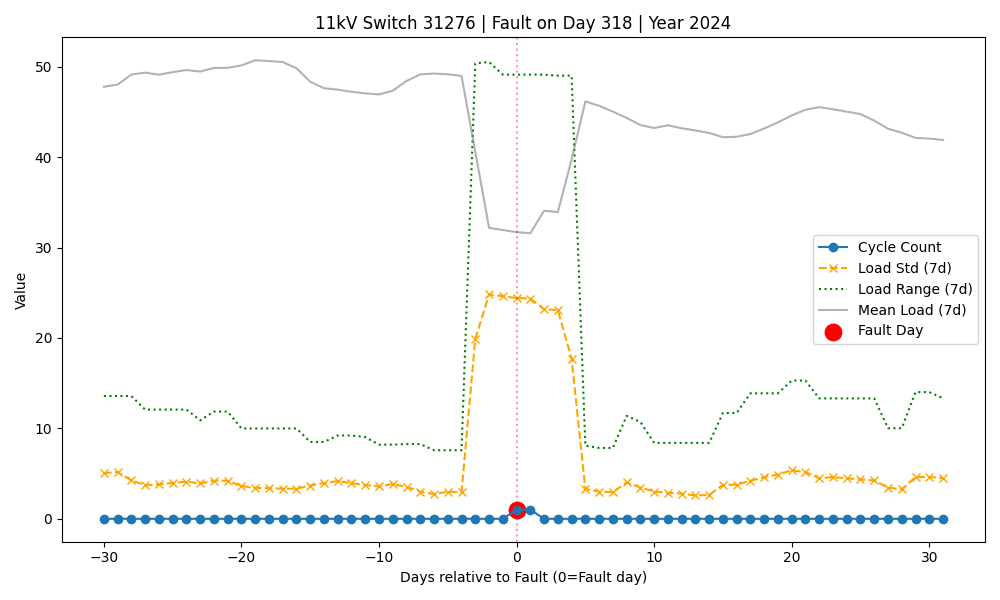 11kV Switch 31276 | Fault on Day 318 | Year 2024
Value
50
40
30
20
10
0
Cycle Count
Load Std (7d)
Load Range (7d)
Mean Load (7d)
Fault Day
−30
−20
−10
0
10
20
30
Days relative to Fault (0=Fault day)